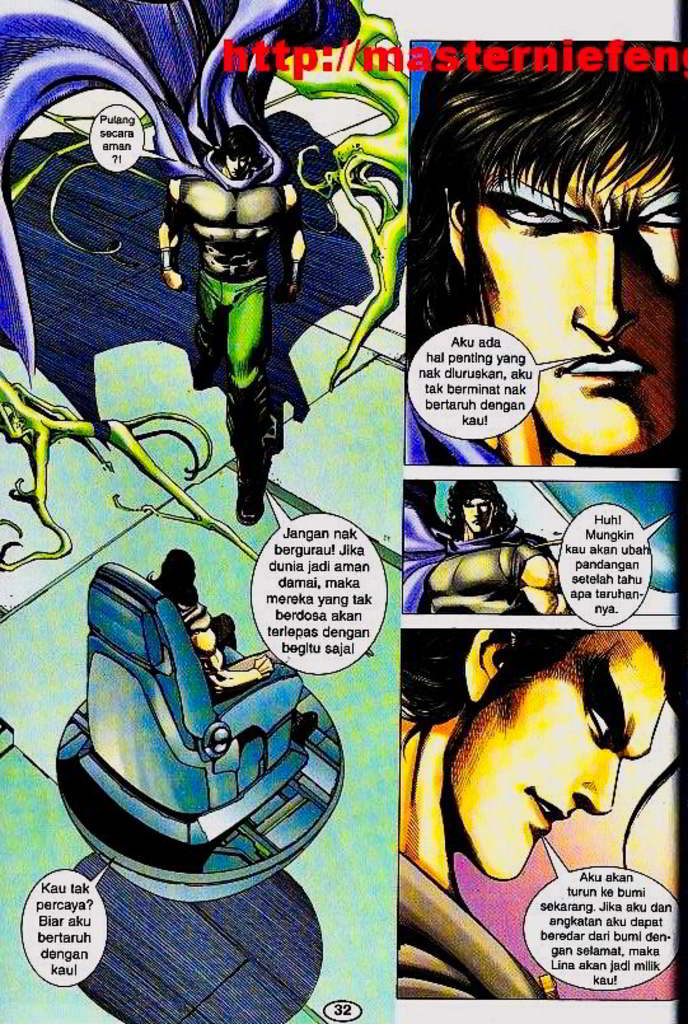 http://masterniefeng
Pulang
secara
aman
?!
Jangan nak
bergurau! Jika
dunia jadi aman
damai, maka
mereka yang tak
berdosa akan
terlepas dengan
begitu saja!
Kau tak
percaya?
Biar aku
bertaruh
dengan
kau!
Aku ada
hal penting yang
nak diuruskan, aku
tak berminat nak
bertaruh dengan
kau!
Huh!
Mungkin
kau akan ubah
pandangan
setelah tahu
apa taruhan-
nya.
Aku akan
turun ke bumi
sekarang. Jika aku dan
angkatan aku dapat
beredar dari bumi den-
gan selamat, maka
Lina akan jadi milik
kau!
32